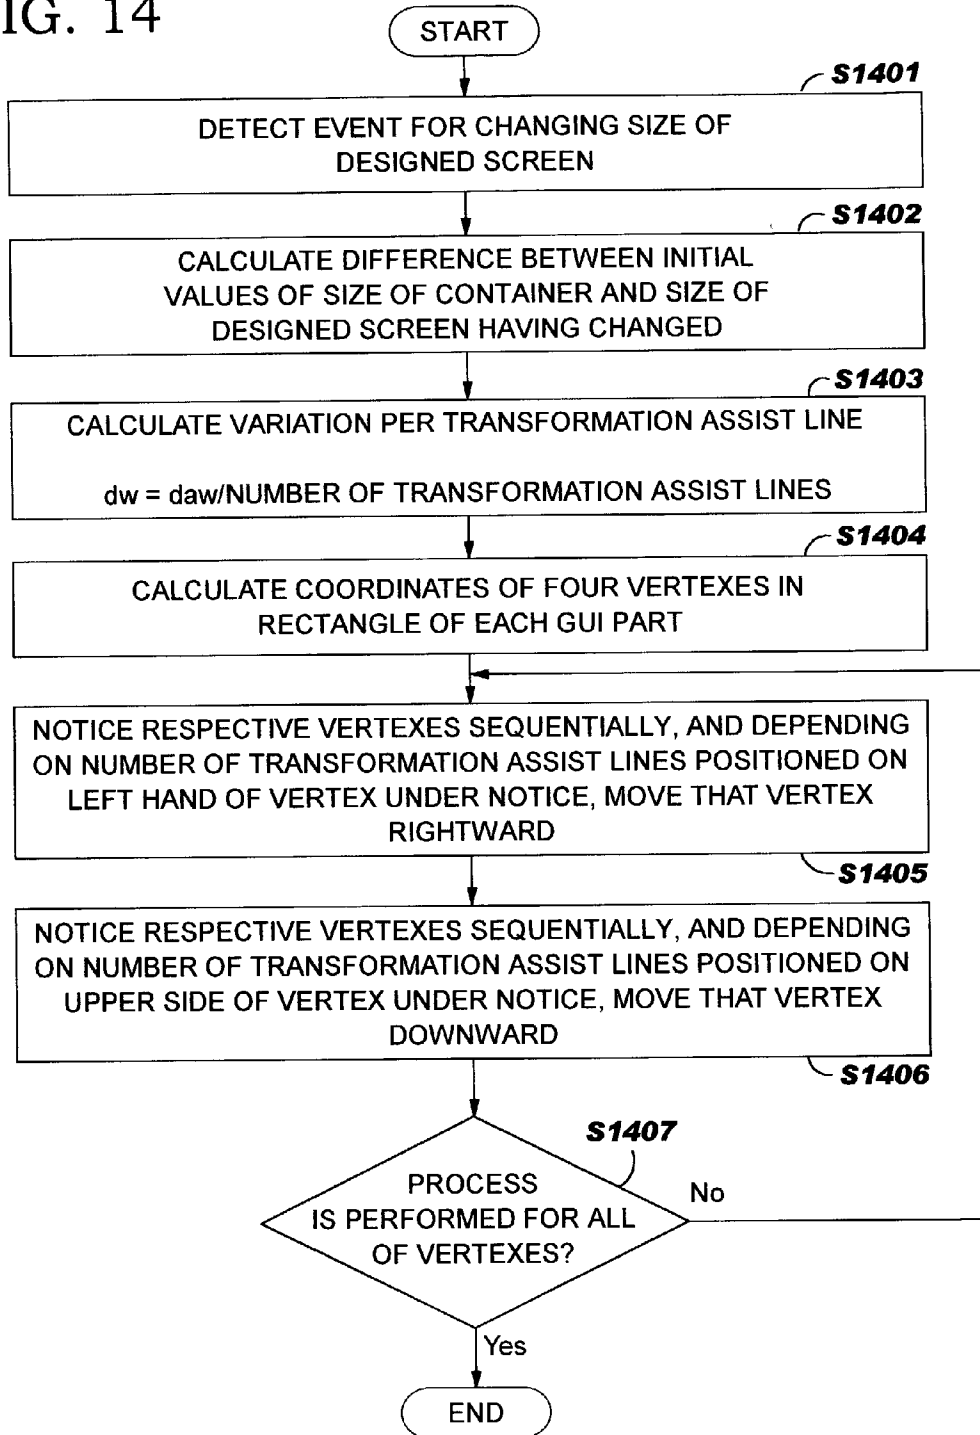 IG. 14
START
S1401
DETECT EVENT FOR CHANGING SIZE OF
DESIGNED SCREEN
S1402
CALCULATE DIFFERENCE BETWEEN INITIAL
VALUES OF SIZE OF CONTAINER AND SIZE OF
DESIGNED SCREEN HAVING CHANGED
S1403
CALCULATE VARIATION PER TRANSFORMATION ASSIST LINE
dw = daw/NUMBER OF TRANSFORMATION ASSIST LINES
S1404
CALCULATE COORDINATES OF FOUR VERTEXES IN
RECTANGLE OF EACH GUI PART
NOTICE RESPECTIVE VERTEXES SEQUENTIALLY, AND DEPENDING
ON NUMBER OF TRANSFORMATION ASSIST LINES POSITIONED ON
LEFT HAND OF VERTEX UNDER NOTICE, MOVE THAT VERTEX
RIGHTWARD
S1405
NOTICE RESPECTIVE VERTEXES SEQUENTIALLY, AND DEPENDING
ON NUMBER OF TRANSFORMATION ASSIST LINES POSITIONED ON
UPPER SIDE OF VERTEX UNDER NOTICE, MOVE THAT VERTEX
DOWNWARD
S1406
S1407
PROCESS
IS PERFORMED FOR ALL
OF VERTEXES?
No
Yes
END